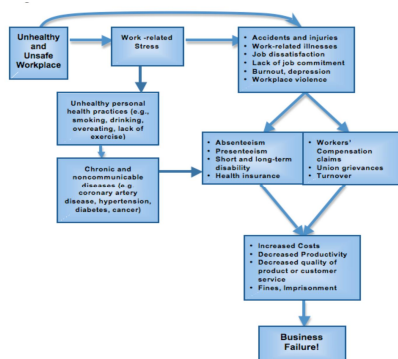 Unhealthy
and
Unsafe
Workplace
Work -related
Stress
• Accidents and injuries
• Work-related illnesses
• Job dissatisfaction
• Lack of job commitment
• Burnout, depression
• Workplace violence
Unhealthy personal
health practices (e.g.,
smoking, drinking,
overeating, lack of
exercise)
Chronic and
noncommunicable
diseases (e.g
coronary artery
disease, hypertension,
diabetes, cancer)
• Absenteeism
• Presenteeism
• Short and long-term
disability
• Health insurance
• Workers'
Compensation
claims
• Union grievances
• Turnover
• Increased Costs
• Decreased Productivity
• Decreased quality of
product or customer
service
• Fines, Imprisonment
Business
Failure!